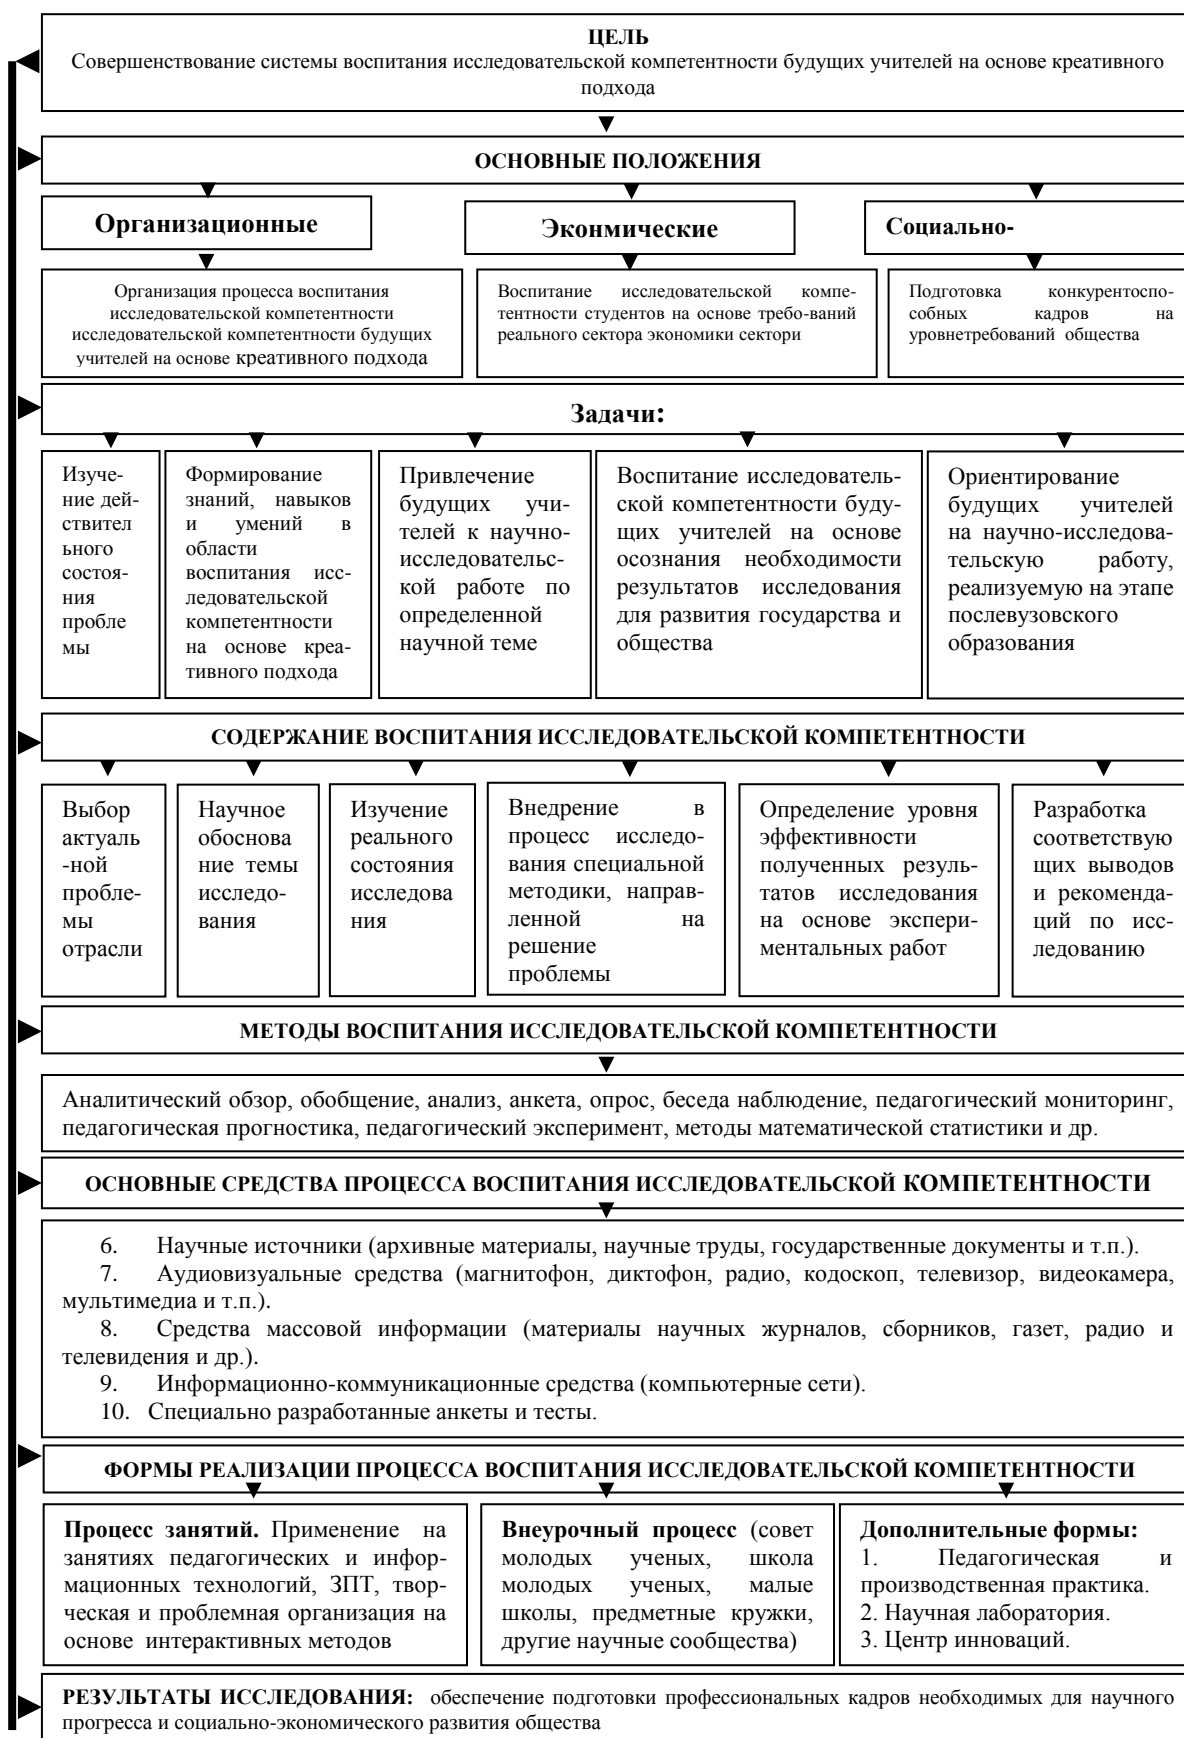 ЦЕЛЬ
Совершенствование системы воспитания исследовательской компетентности будущих учителей на основе креативного
подхода
ОСНОВНЫЕ ПОЛОЖЕНИЯ
Организационные
Эконмические
Социально-
Организация процесса воспитания
исследовательской компетентности
исследовательской компетентности будущих
учителей на основе креативного подхода
Воспитание исследовательской компе-
тентности студентов на основе требо-ваний
реального сектора экономики сектори
Подготовка конкурентоспо-
собных кадров на
уровнетребований общества
Задачи:
Изуче-
ние дей-
ствител
ьного
состоя-
ния
пробле
мы
Формирование
знаний, навыков
и умений в
области
воспитания исс-
ледовательской
компетентности
на основе креа-
тивного подхода
Привлечение
будущих учи-
телей к научно-
исследовательс-
кой работе по
определенной
научной теме
Воспитание исследователь-
ской компетентности буду-
щих учителей на основе
осознания необходимости
результатов исследования
для развития государства и
общества
Ориентирование
будущих учителей
на научно-исследова-
тельскую работу,
реализуемую на этапе
послевузовского
образования
СОДЕРЖАНИЕ ВОСПИТАНИЯ ИССЛЕДОВАТЕЛЬСКОЙ КОМПЕТЕНТНОСТИ
Выбор
актуаль
-ной
пробле-
мы
отрасли
Научное
обоснова
ние темы
исследо-
вания
Изучение
реального
состояния
исследова
ния
Внедрение в
процесс исследо-
вания специальной
методики, направ-
ленной на
решение
проблемы
Определение уровня
эффективности
полученных резуль-
татов исследования
на основе экспери-
ментальных работ
Разработка
соответствую
щих выводов
и рекоменда-
ций по исс-
ледованию
МЕТОДЫ ВОСПИТАНИЯ ИССЛЕДОВАТЕЛЬСКОЙ КОМПЕТЕНТНОСТИ
Аналитический обзор, обобщение, анализ, анкета, опрос, беседа наблюдение, педагогический мониторинг,
педагогическая прогностика, педагогический эксперимент, методы математической статистики и др.
ОСНОВНЫЕ СРЕДСТВА ПРОЦЕССА ВОСПИТАНИЯ ИССЛЕДОВАТЕЛЬСКОЙ КОМПЕТЕНТНОСТИ
6. Научные источники (архивные материалы, научные труды, государственные документы и т.п.).
7. Аудиовизуальные средства (магнитофон, диктофон, радио, кодоскоп, телевизор, видеокамера,
мультимедиа и т.п.).
8. Средства массовой информации (материалы научных журналов, сборников, газет, радио и
телевидения и др.).
9. Информационно-коммуникационные средства (компьютерные сети).
10. Специально разработанные анкеты и тесты.
ФОРМЫ РЕАЛИЗАЦИИ ПРОЦЕССА ВОСПИТАНИЯ ИССЛЕДОВАТЕЛЬСКОЙ КОМПЕТЕНТНОСТИ
Процесс занятий. Применение на
занятиях педагогических и инфор-
мационных технологий, ЗПТ, твор-
ческая и проблемная организация на
основе интерактивных методов
Внеурочный процесс (совет
молодых ученых, школа
молодых ученых, малые
школы, предметные кружки,
другие научные сообщества)
Дополнительные формы:
1. Педагогическая и
производственная практика.
2. Научная лаборатория.
3. Центр инноваций.
РЕЗУЛЬТАТЫ ИССЛЕДОВАНИЯ: обеспечение подготовки профессиональных кадров необходимых для научного
прогресса и социально-экономического развития общества